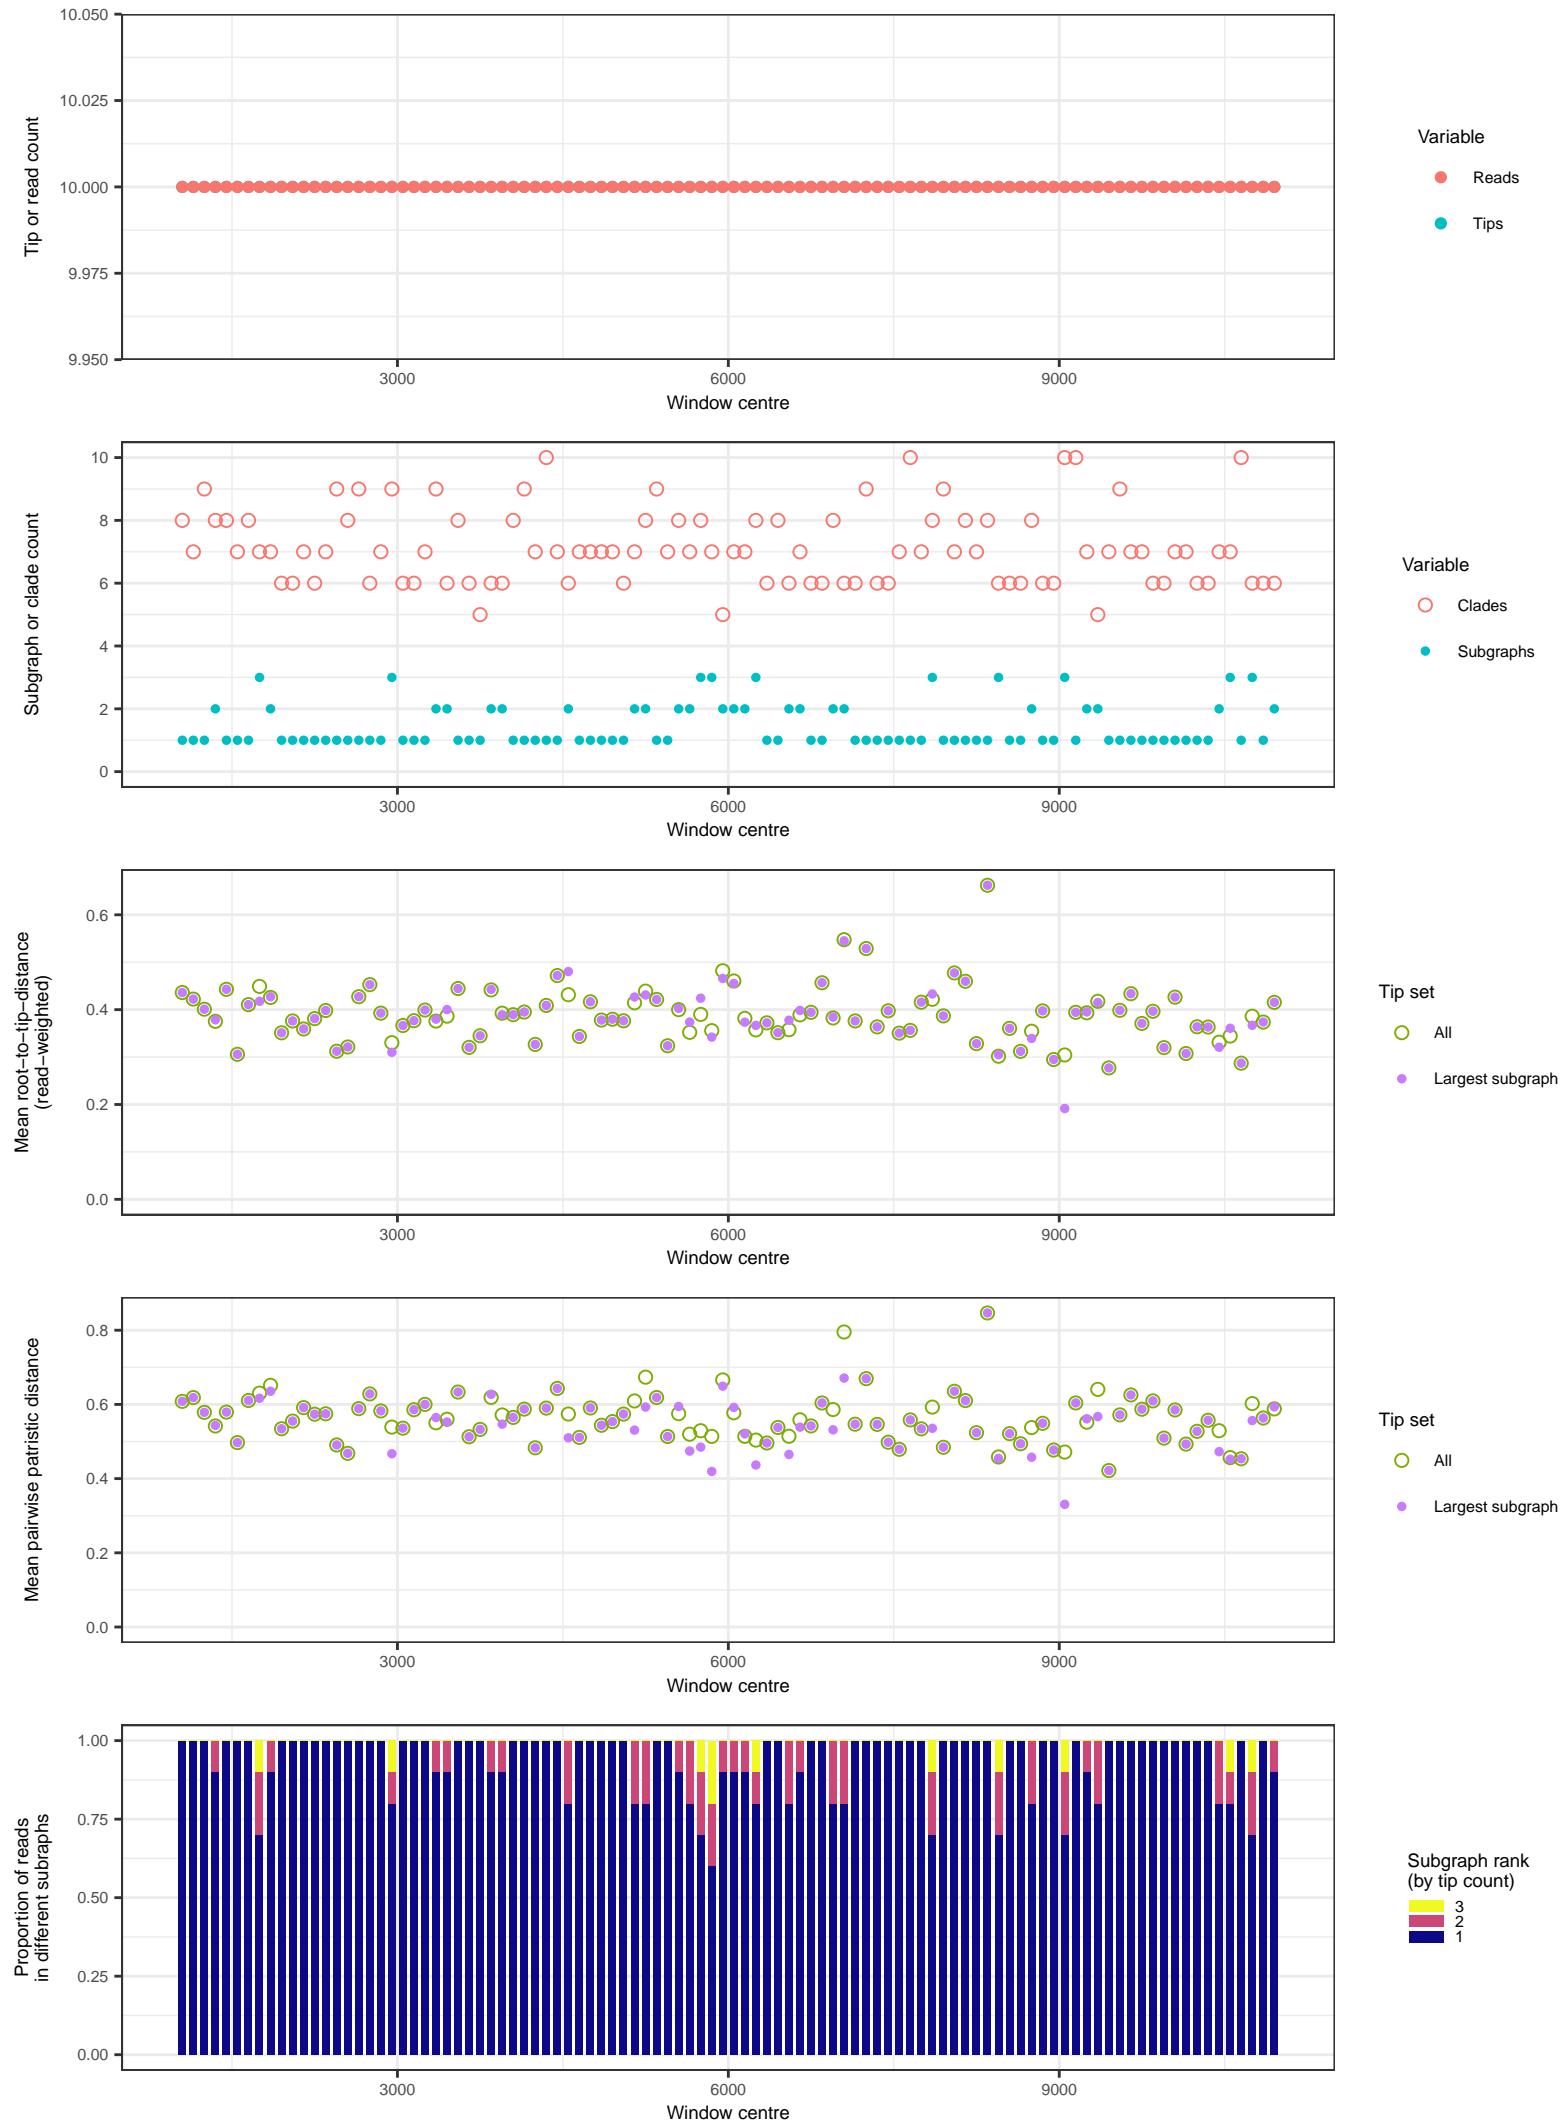 10.050
10.025
10.000
9.975
9.950
Tip or read count
3000
6000
9000
Window centre
Variable
Reads
Tips
10
8
6
4
2
0
Subgraph or clade count
3000
6000
9000
Window centre
Variable
Clades
Subgraphs
0.6
0.4
0.2
0.0
Mean root−to−tip−distance
(read−weighted)
3000
6000
9000
Window centre
Tip set
All
Largest subgraph
0.8
0.6
0.4
0.2
0.0
Mean pairwise patristic distance
3000
6000
9000
Window centre
Tip set
All
Largest subgraph
1.00
0.75
0.50
0.25
0.00
Proportion of reads
in different subraphs
3000
6000
9000
Window centre
Subgraph rank
(by tip count)
3
2
1